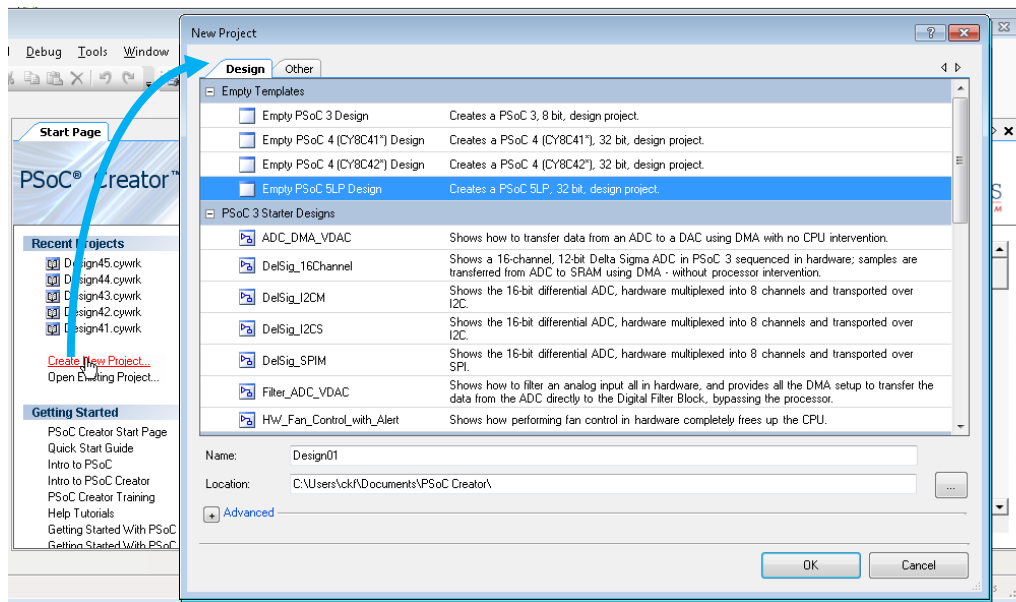 New Project
Debug Tools Window
Design Other
Empty Templates
Empty PSoC 3 Design Creates a PSoC 3, 8 bit, design project.
Empty PSoC 4 (CY8C41*) Design Creates a PSoC 4 (CY8C41*), 32 bit, design project.
Empty PSoC 4 (CY8C42*) Design Creates a PSoC 4 (CY8C42*), 32 bit, design project.
Empty PSoC 5LP Design Creates a PSoC 5LP, 32 bit, design project.
PSoC 3 Starter Designs
ADC_DMA_VDAC Shows how to transfer data from an ADC to a DAC using DMA with no CPU intervention.
DelSig_16Channel Shows a 16-channel, 12-bit Delta Sigma ADC in PSoC 3 sequenced in hardware; samples are
transferred from ADC to SRAM using DMA - without processor intervention.
DelSig_I2CM Shows the 16-bit differential ADC, hardware multiplexed into 8 channels and transported over
I2C.
DelSig_I2CS Shows the 16-bit differential ADC, hardware multiplexed into 8 channels and transported over
I2C.
DelSig_SPIM Shows the 16-bit differential ADC, hardware multiplexed into 8 channels and transported over
SPI.
Filter_ADC_VDAC Shows how to filter an analog input all in hardware, and provides all the DMA setup to transfer the
data from the ADC directly to the Digital Filter Block, bypassing the processor.
HW_Fan_Control_with_Alert Shows how performing fan control in hardware completely frees up the CPU.
Name: Design01
Location: C:\Users\ckf\Documents\PSoC Creator\
...
Advanced
OK Cancel
Start Page
PSoC® Creator™
Recent Projects
Design45.cywrk
Design44.cywrk
Design43.cywrk
Design42.cywrk
Design41.cywrk
Create New Project...
Open Existing Project...
Getting Started
PSoC Creator Start Page
Quick Start Guide
Intro to PSoC
Intro to PSoC Creator
PSoC Creator Training
Help Tutorials
Getting Started With PSoC
Getting Started With PSoC